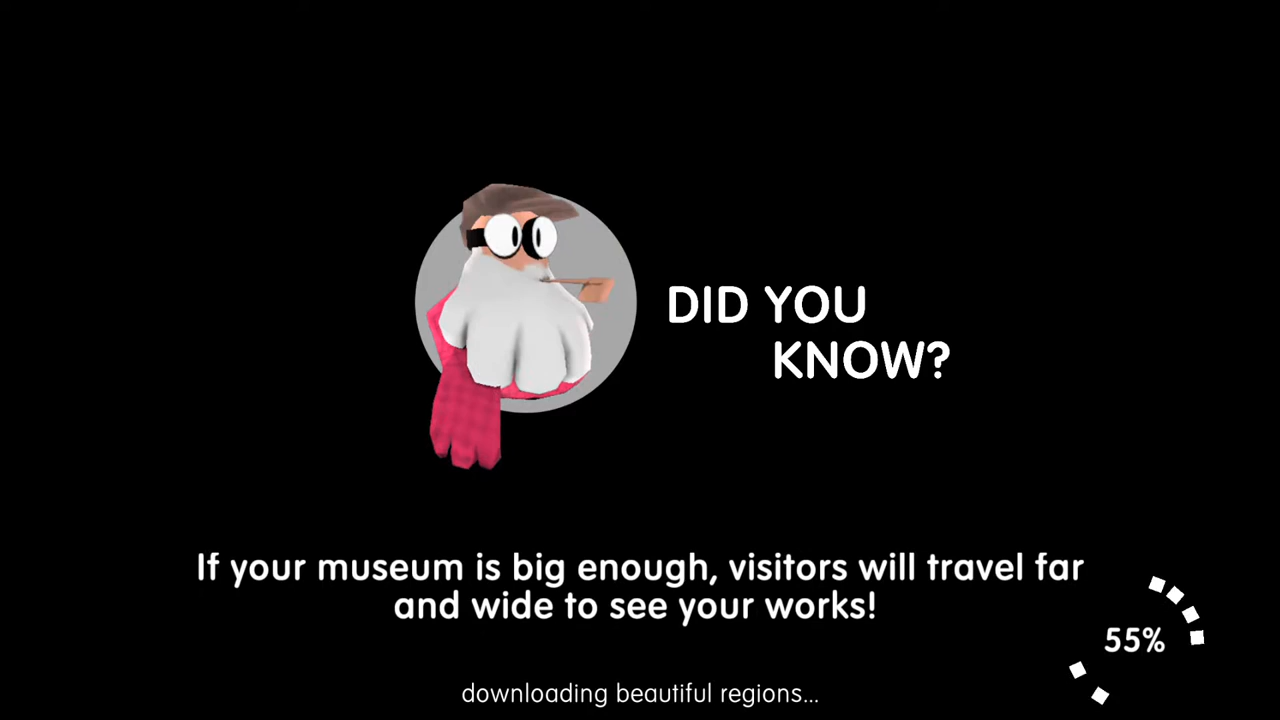 DID YOU
KNOW?
If your museum is big enough, visitors will travel far
and wide to see your works!
55%
downloading beautiful regions...